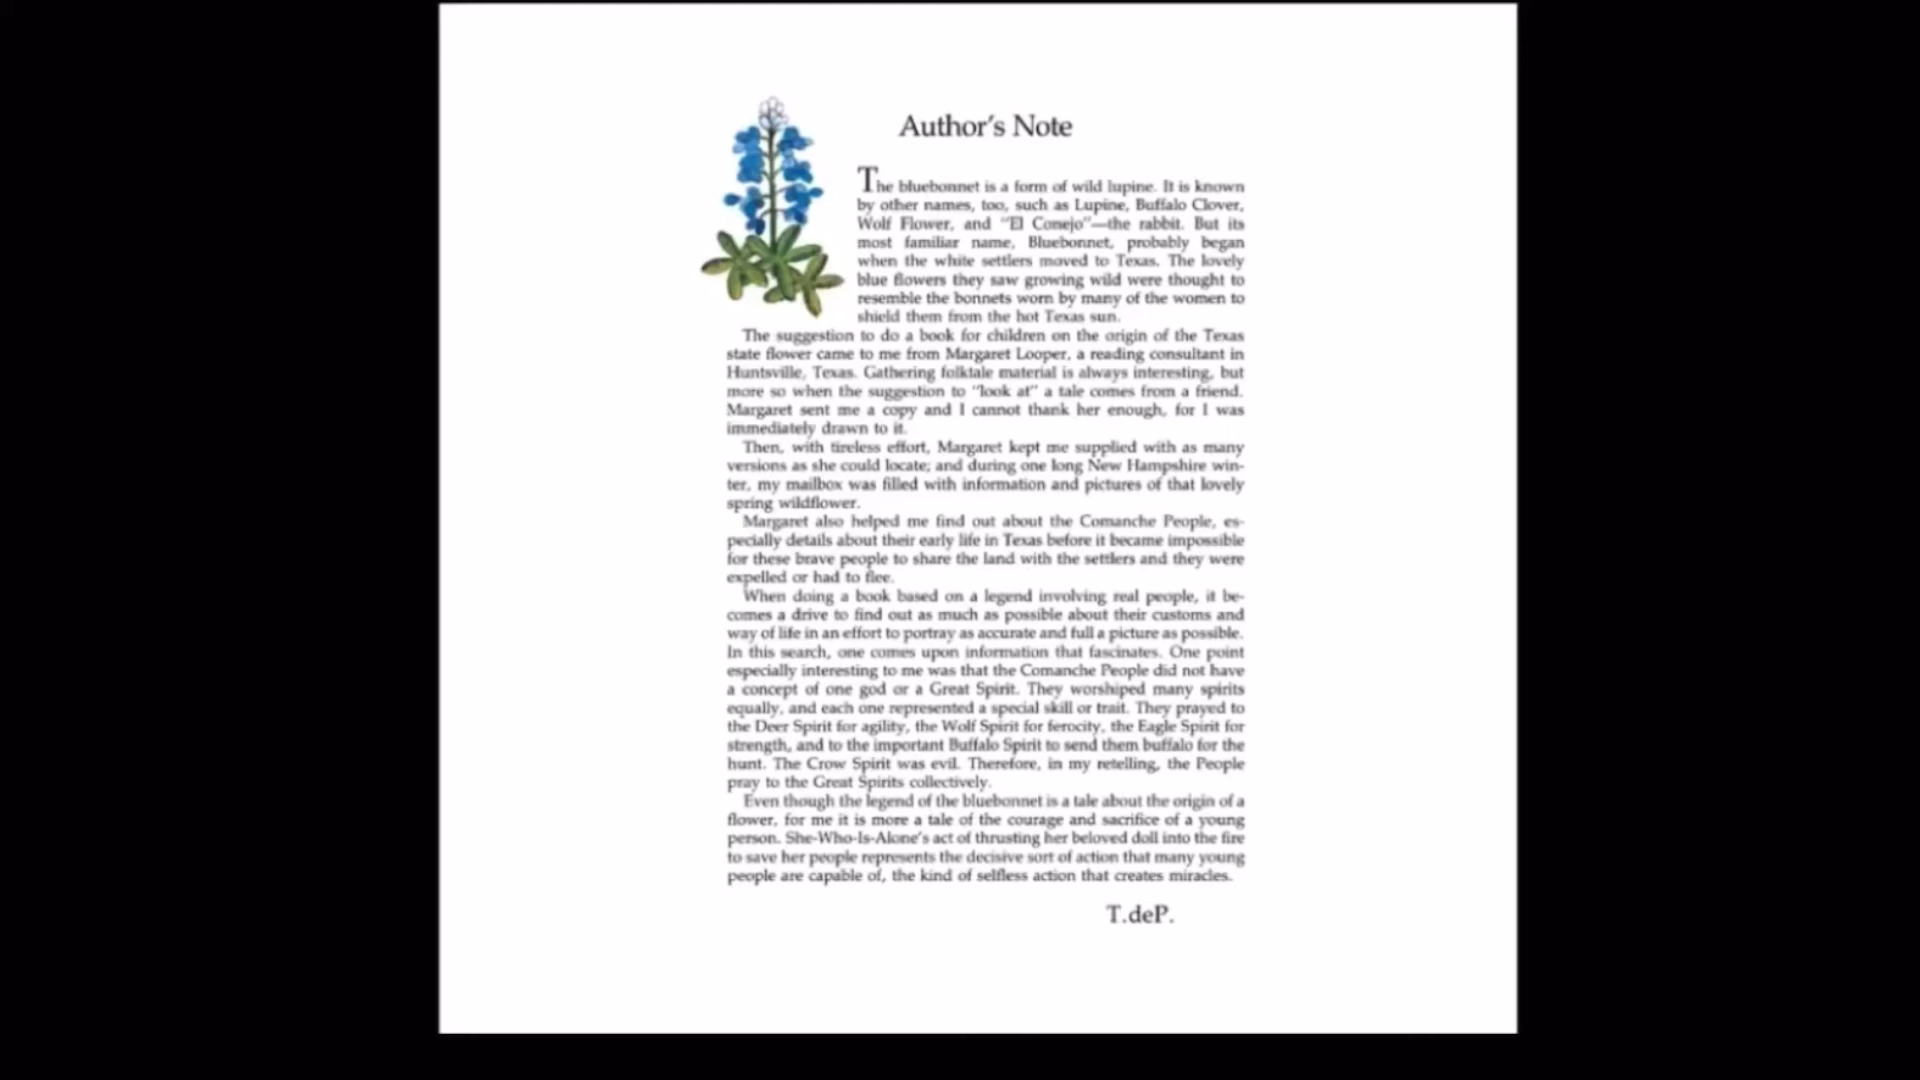 Author's Note
The bluebonnet is a form of wild lupine. It is known
by other names, too, such as Lupine, Buffalo Clover,
Wolf Flower, and "El Conejo"—the rabbit. But its
most familiar name, Bluebonnet, probably began
when the white settlers moved to Texas. The lovely
blue flowers they saw growing wild were thought to
resemble the bonnets worn by many of the women to
shield them from the hot Texas sun.
The suggestion to do a book for children on the origin of the Texas
state flower came to me from Margaret Looper, a reading consultant in
Huntsville, Texas. Gathering folktale material is always interesting, but
more so when the suggestion to "look at" a tale comes from a friend.
Margaret sent me a copy and I cannot thank her enough, for I was
immediately drawn to it.
Then, with tireless effort, Margaret kept me supplied with as many
versions as she could locate; and during one long New Hampshire win-
ter, my mailbox was filled with information and pictures of that lovely
spring wildflower.
Margaret also helped me find out about the Comanche People, es-
pecially details about their early life in Texas before it became impossible
for these brave people to share the land with the settlers and they were
expelled or had to flee.
When doing a book based on a legend involving real people, it be-
comes a drive to find out as much as possible about their customs and
way of life in an effort to portray as accurate and full a picture as possible.
In this search, one comes upon information that fascinates. One point
especially interesting to me was that the Comanche People did not have
a concept of one god or a Great Spirit. They worshiped many spirits
equally, and each one represented a special skill or trait. They prayed to
the Deer Spirit for agility, the Wolf Spirit for ferocity, the Eagle Spirit for
strength, and to the important Buffalo Spirit to send them buffalo for the
hunt. The Crow Spirit was evil. Therefore, in my retelling, the People
pray to the Great Spirits collectively.
Even though the legend of the bluebonnet is a tale about the origin of a
flower, for me it is more a tale of the courage and sacrifice of a young
person. She-Who-Is-Alone's act of thrusting her beloved doll into the fire
to save her people represents the decisive sort of action that many young
people are capable of, the kind of selfless action that creates miracles.
T.deP.